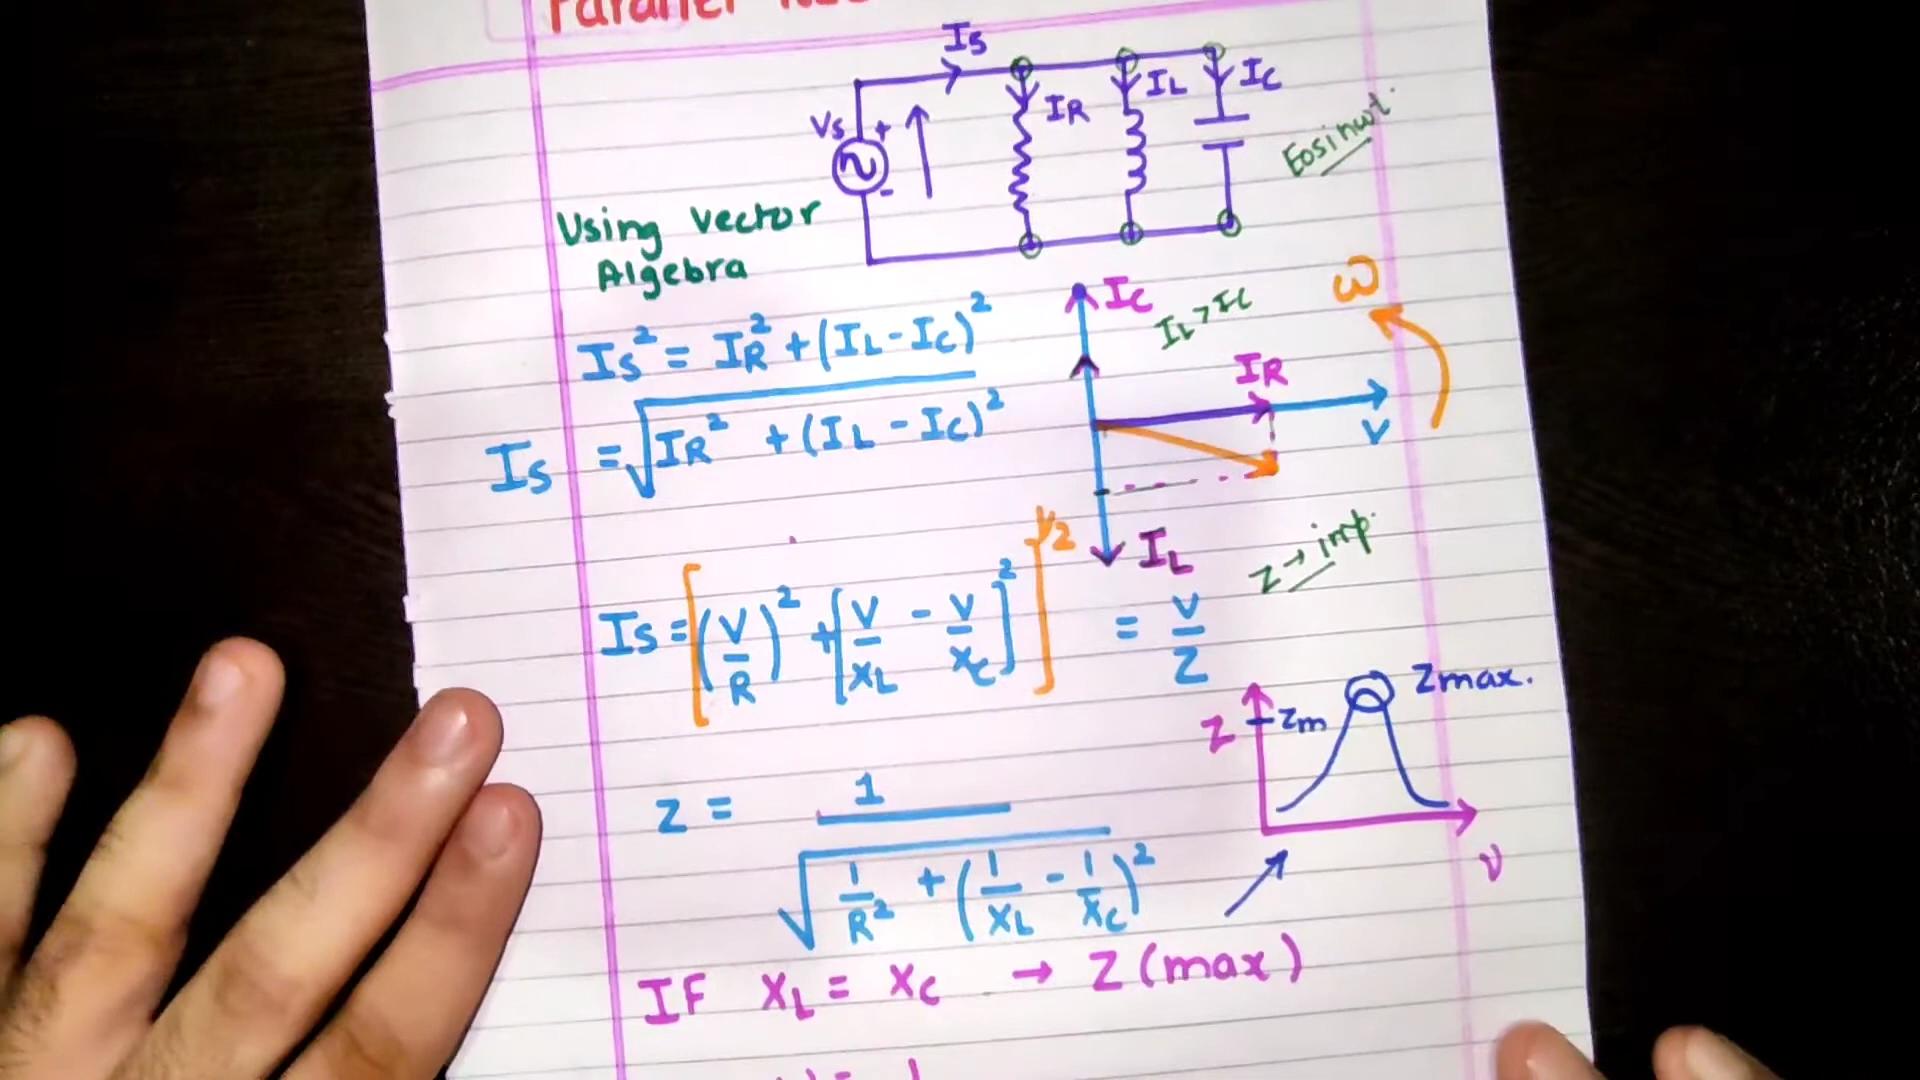 Parallel
Is
Vs + -
IR
IL
Ic
Eosinωt.
Using Vector
Algebra
Is² = IR² + (IL - Ic)²
Is = √IR² + (IL - Ic)²
Ic
IL > Ic
ω
IR
V
IL
Z → imp.
Is = [(V/R)² + [V/XL - V/Xc]²]^1/2 = V/Z
Z
Zm
Zmax.
ν
Z = 1/√(1/R² + (1/XL - 1/Xc)²)
IF XL = Xc → Z (max)